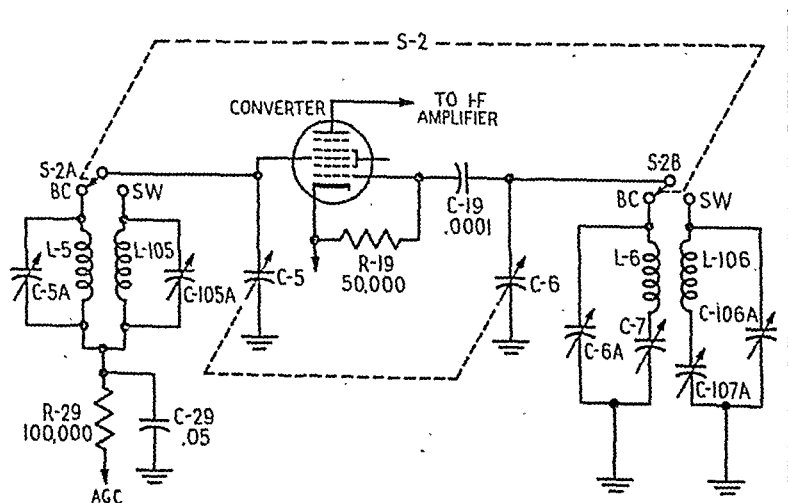 S-2
CONVERTER
TO I-F
AMPLIFIER
S-2A
BC
SW
S-2B
BC
SW
C-19
.0001
L-5
L-105
C-5A
C-105A
C-5
R-19
50,000
C-6
L-6
L-106
C-7
C-6A
C-106A
C-107A
R-29
100,000
C-29
.05
AGC